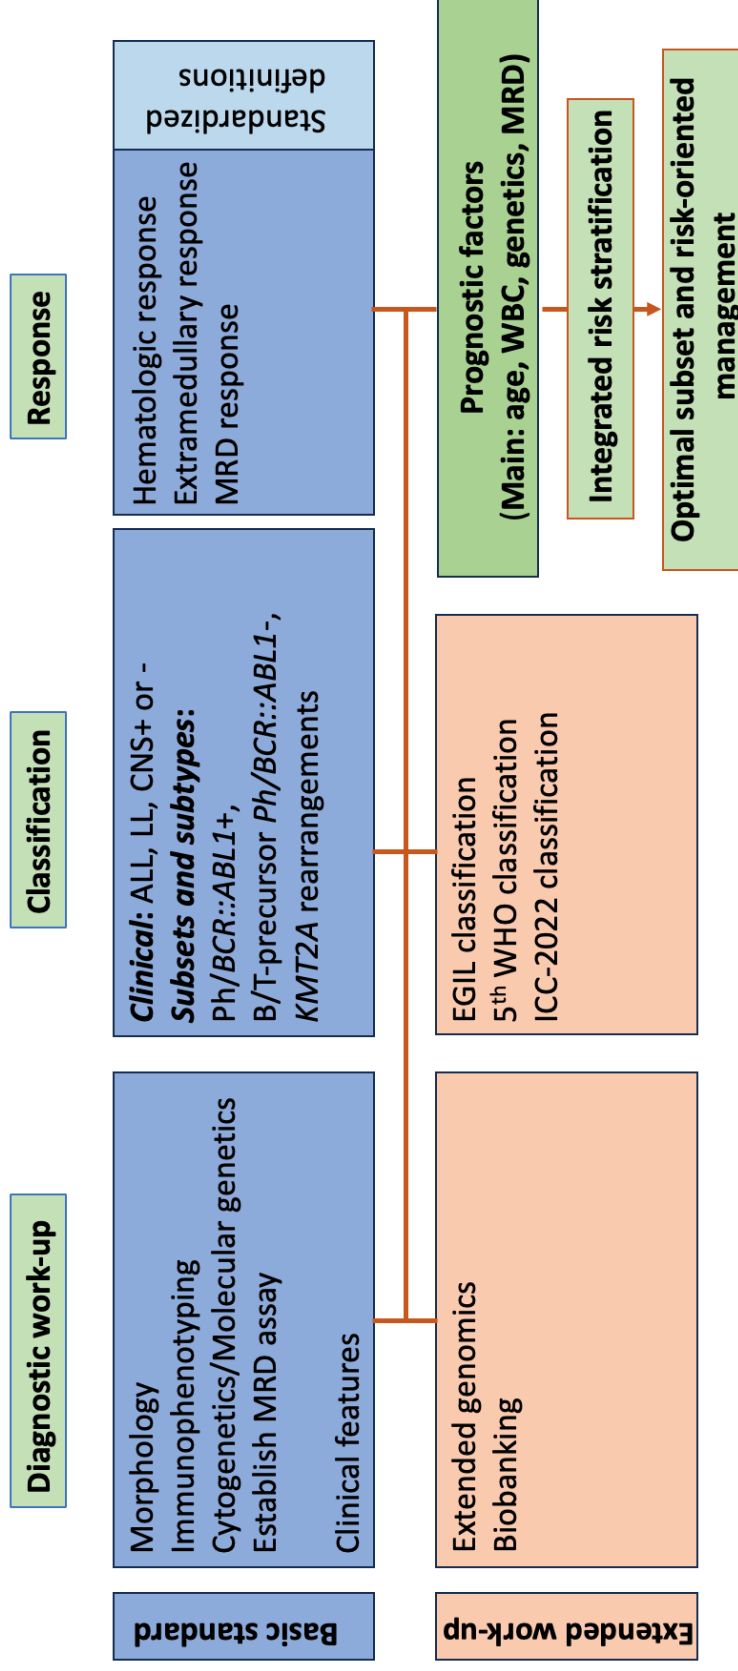 Diagnostic work-up
Classification
Response
Basic standard
Morphology
Immunophenotyping
Cytogenetics/Molecular genetics
Establish MRD assay
Clinical features
Clinical: ALL, LL, CNS+ or -
Subsets and subtypes:
Ph/BCR::ABL1+,
B/T-precursor Ph/BCR::ABL1-,
KMT2A rearrangements
Hematologic response
Extramedullary response
MRD response
Standardized
definitions
Extended work-up
Extended genomics
Biobanking
EGIL classification
5th WHO classification
ICC-2022 classification
Prognostic factors
(Main: age, WBC, genetics, MRD)
Integrated risk stratification
Optimal subset and risk-oriented
management